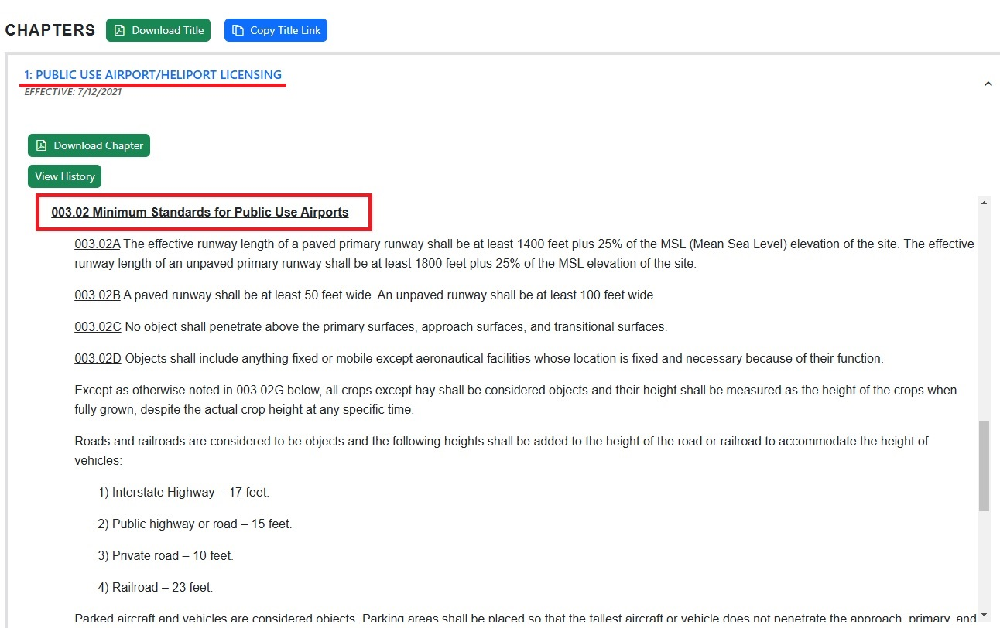 CHAPTERS Download Title Copy Title Link
1: PUBLIC USE AIRPORT/HELIPORT LICENSING
EFFECTIVE: 7/12/2021
Download Chapter
View History
003.02 Minimum Standards for Public Use Airports
003.02A The effective runway length of a paved primary runway shall be at least 1400 feet plus 25% of the MSL (Mean Sea Level) elevation of the site. The effective
runway length of an unpaved primary runway shall be at least 1800 feet plus 25% of the MSL elevation of the site.
003.02B A paved runway shall be at least 50 feet wide. An unpaved runway shall be at least 100 feet wide.
003.02C No object shall penetrate above the primary surfaces, approach surfaces, and transitional surfaces.
003.02D Objects shall include anything fixed or mobile except aeronautical facilities whose location is fixed and necessary because of their function.
Except as otherwise noted in 003.02G below, all crops except hay shall be considered objects and their height shall be measured as the height of the crops when
fully grown, despite the actual crop height at any specific time.
Roads and railroads are considered to be objects and the following heights shall be added to the height of the road or railroad to accommodate the height of
vehicles:
1) Interstate Highway – 17 feet.
2) Public highway or road – 15 feet.
3) Private road – 10 feet.
4) Railroad – 23 feet.
Parked aircraft and vehicles are considered objects. Parking areas shall be placed so that the tallest aircraft or vehicle does not penetrate the approach, primary, and